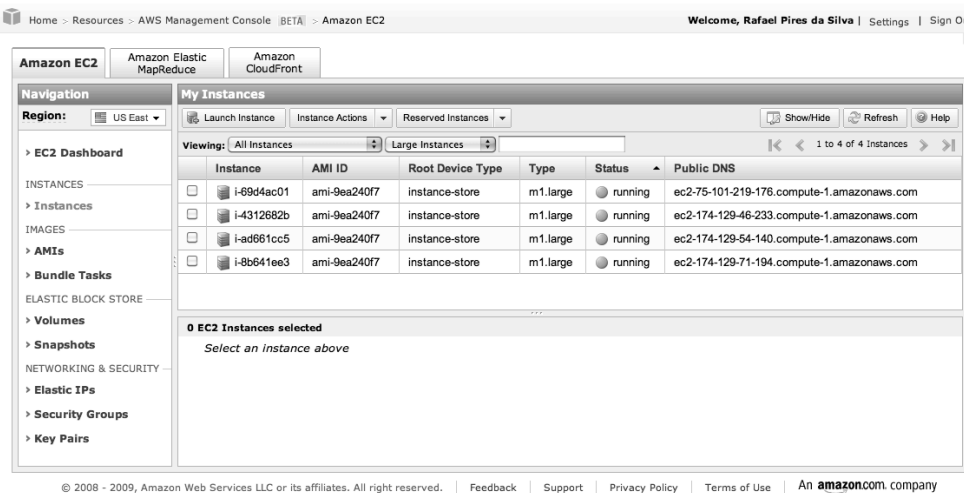 Home > Resources > AWS Management Console BETA > Amazon EC2
Welcome, Rafael Pires da Silva | Settings | Sign O
Amazon EC2
Amazon Elastic MapReduce
Amazon CloudFront
Navigation
Region: US East
> EC2 Dashboard
INSTANCES
> Instances
IMAGES
> AMIs
> Bundle Tasks
ELASTIC BLOCK STORE
> Volumes
> Snapshots
NETWORKING & SECURITY
> Elastic IPs
> Security Groups
> Key Pairs
My Instances
Launch Instance Instance Actions Reserved Instances Show/Hide Refresh Help
Viewing: All Instances Large Instances 1 to 4 of 4 Instances
Instance AMI ID Root Device Type Type Status Public DNS
i-69d4ac01 ami-9ea240f7 instance-store m1.large running ec2-75-101-219-176.compute-1.amazonaws.com
i-4312682b ami-9ea240f7 instance-store m1.large running ec2-174-129-46-233.compute-1.amazonaws.com
i-ad661cc5 ami-9ea240f7 instance-store m1.large running ec2-174-129-54-140.compute-1.amazonaws.com
i-8b641ee3 ami-9ea240f7 instance-store m1.large running ec2-174-129-71-194.compute-1.amazonaws.com
0 EC2 Instances selected
Select an instance above
© 2008 - 2009, Amazon Web Services LLC or its affiliates. All right reserved. | Feedback | Support | Privacy Policy | Terms of Use | An amazon.com. company